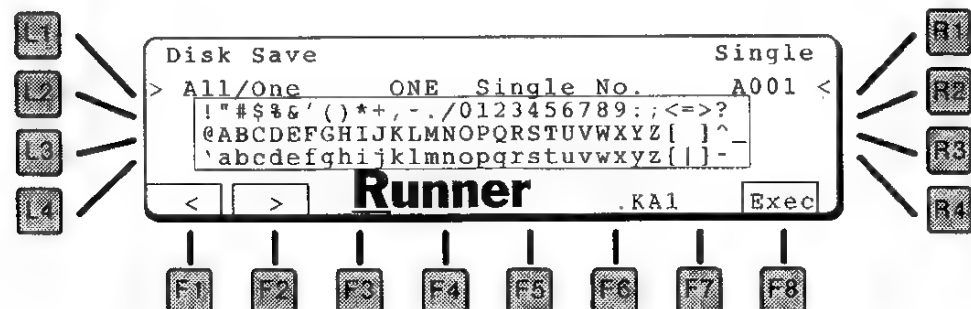 L1 R1
Disk Save Single
L2 > All/One ONE Single No. A001 < R2
!"#$%&'()*+,-./0123456789:;<=>?
@ABCDEFGHIJKLMNOPQRSTUVWXYZ[ ]^_
L3 `abcdefghijklmnopqrstuvwxyz{|}- R3
L4 < > Runner .KA1 Exec R4
F1 F2 F3 F4 F5 F6 F7 F8